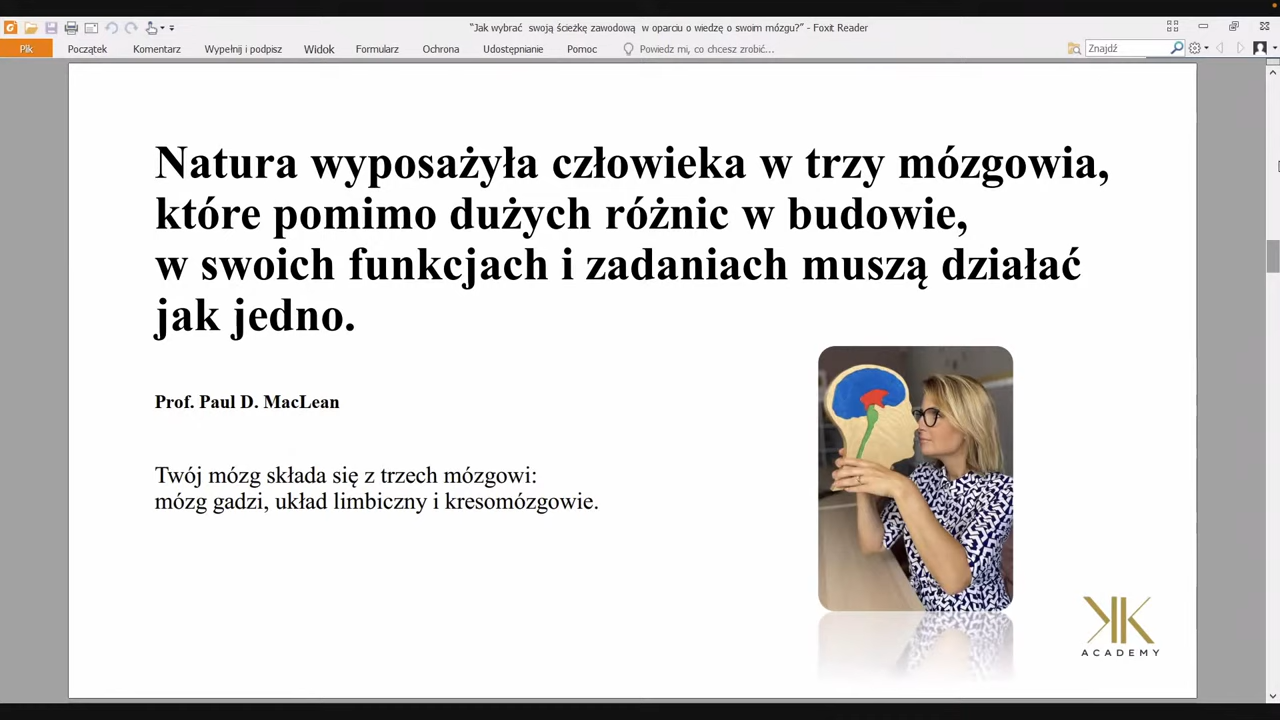 "Jak wybrać swoją ścieżkę zawodową w oparciu o wiedzę o swoim mózgu?" - Foxit Reader
Plik Początek Komentarz Wypełnij i podpisz Widok Formularz Ochrona Udostępnianie Pomoc Powiedz mi, co chcesz zrobić... Znajdź
Natura wyposażyła człowieka w trzy mózgowia,
które pomimo dużych różnic w budowie,
w swoich funkcjach i zadaniach muszą działać
jak jedno.
Prof. Paul D. MacLean
Twój mózg składa się z trzech mózgowi:
mózg gadzi, układ limbiczny i kresomózgowie.
KK
ACADEMY